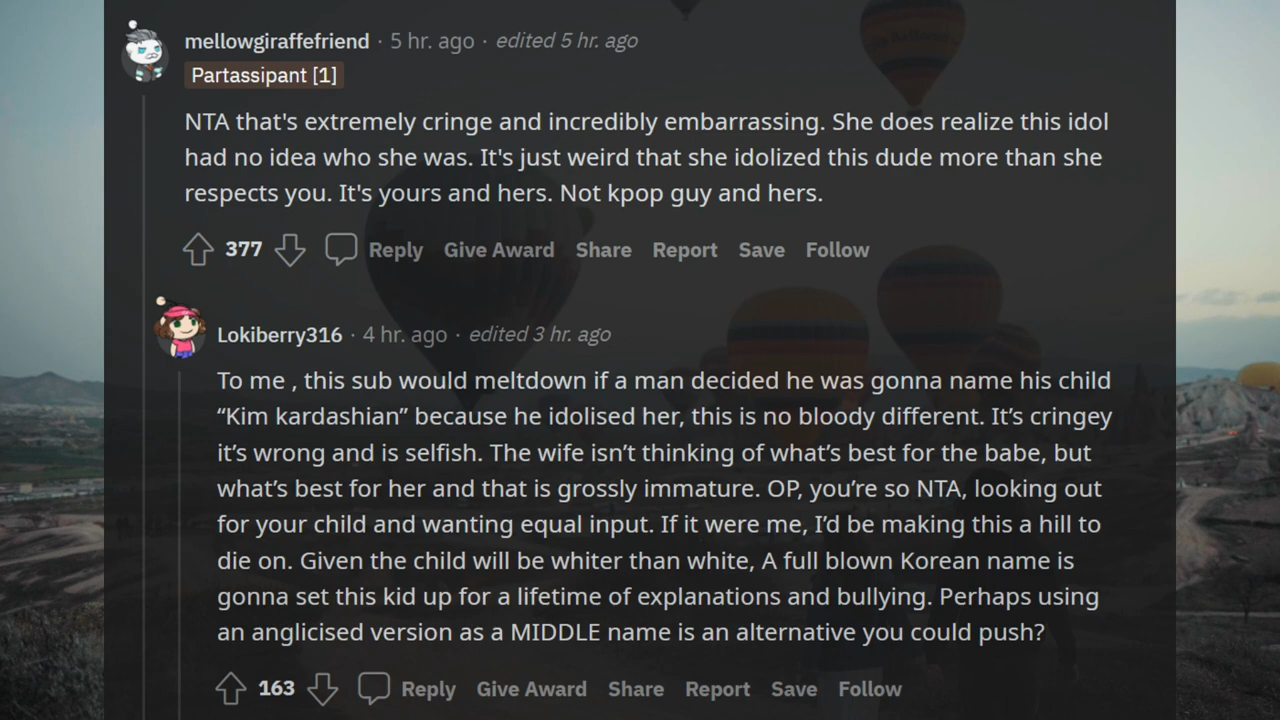 mellowgiraffefriend · 5 hr. ago · edited 5 hr. ago
Partassipant [1]
NTA that's extremely cringe and incredibly embarrassing. She does realize this idol
had no idea who she was. It's just weird that she idolized this dude more than she
respects you. It's yours and hers. Not kpop guy and hers.
377 Reply Give Award Share Report Save Follow
Lokiberry316 · 4 hr. ago · edited 3 hr. ago
To me , this sub would meltdown if a man decided he was gonna name his child
“Kim kardashian” because he idolised her, this is no bloody different. It’s cringey
it’s wrong and is selfish. The wife isn’t thinking of what’s best for the babe, but
what’s best for her and that is grossly immature. OP, you’re so NTA, looking out
for your child and wanting equal input. If it were me, I’d be making this a hill to
die on. Given the child will be whiter than white, A full blown Korean name is
gonna set this kid up for a lifetime of explanations and bullying. Perhaps using
an anglicised version as a MIDDLE name is an alternative you could push?
163 Reply Give Award Share Report Save Follow